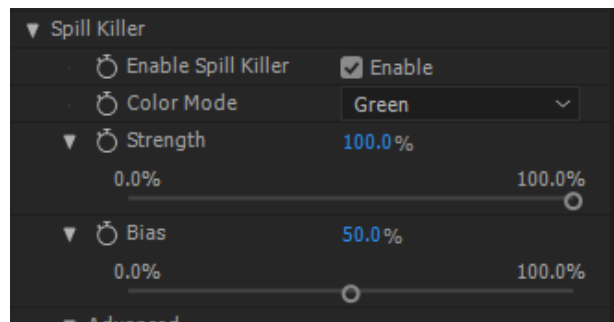 Spill Killer
Enable Spill Killer Enable
Color Mode Green
Strength 100.0%
0.0% 100.0%
Bias 50.0%
0.0% 100.0%
Advanced